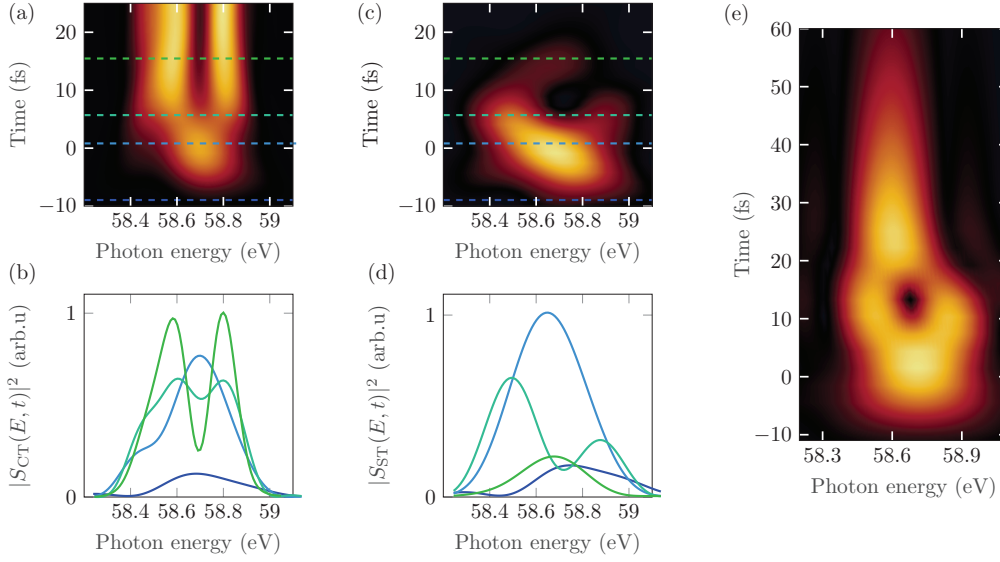 (a)
Time (fs)
20
10
0
−10
58.4 58.6 58.8 59
Photon energy (eV)
(b)
|S_CT(E, t)|² (arb.u)
1
0
58.4 58.6 58.8 59
Photon energy (eV)
(c)
Time (fs)
20
10
0
−10
58.4 58.6 58.8 59
Photon energy (eV)
(d)
|S_ST(E, t)|² (arb.u)
1
0
58.4 58.6 58.8 59
Photon energy (eV)
(e)
Time (fs)
60
50
40
30
20
10
0
−10
58.3 58.6 58.9
Photon energy (eV)